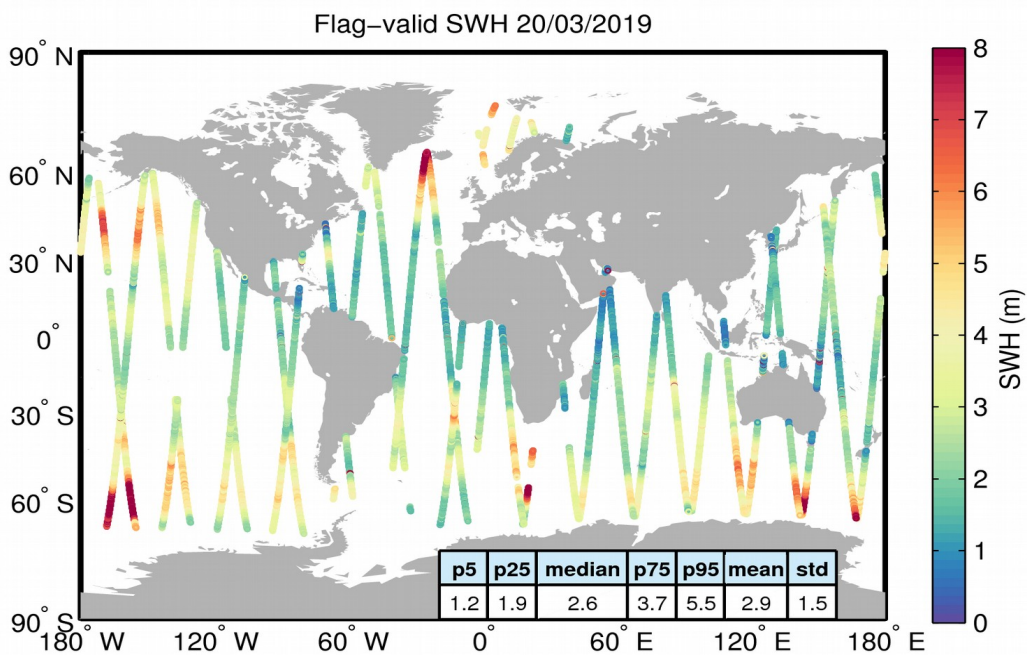 Flag−valid SWH 20/03/2019
90° N
60° N
30° N
0°
30° S
60° S
90° S
180° W
120° W
60° W
0°
60° E
120° E
180° E
p5 p25 median p75 p95 mean std
1.2 1.9 2.6 3.7 5.5 2.9 1.5
8
7
6
5
4
3
2
1
0
SWH (m)